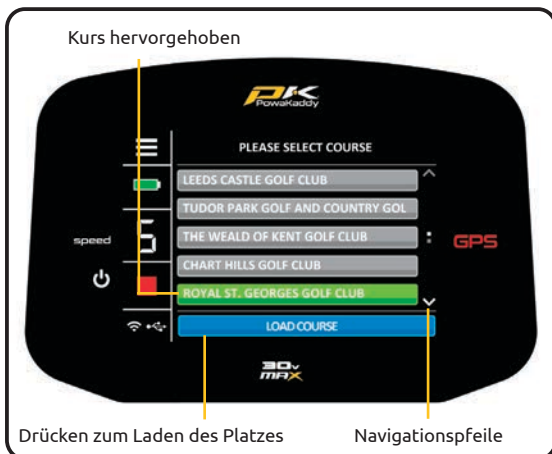 Kurs hervorgehoben
PK
PowaKaddy
PLEASE SELECT COURSE
LEEDS CASTLE GOLF CLUB
TUDOR PARK GOLF AND COUNTRY GOL
speed
5
THE WEALD OF KENT GOLF CLUB
GPS
CHART HILLS GOLF CLUB
ROYAL ST. GEORGES GOLF CLUB
LOAD COURSE
30v
MAX
Drücken zum Laden des Platzes
Navigationspfeile